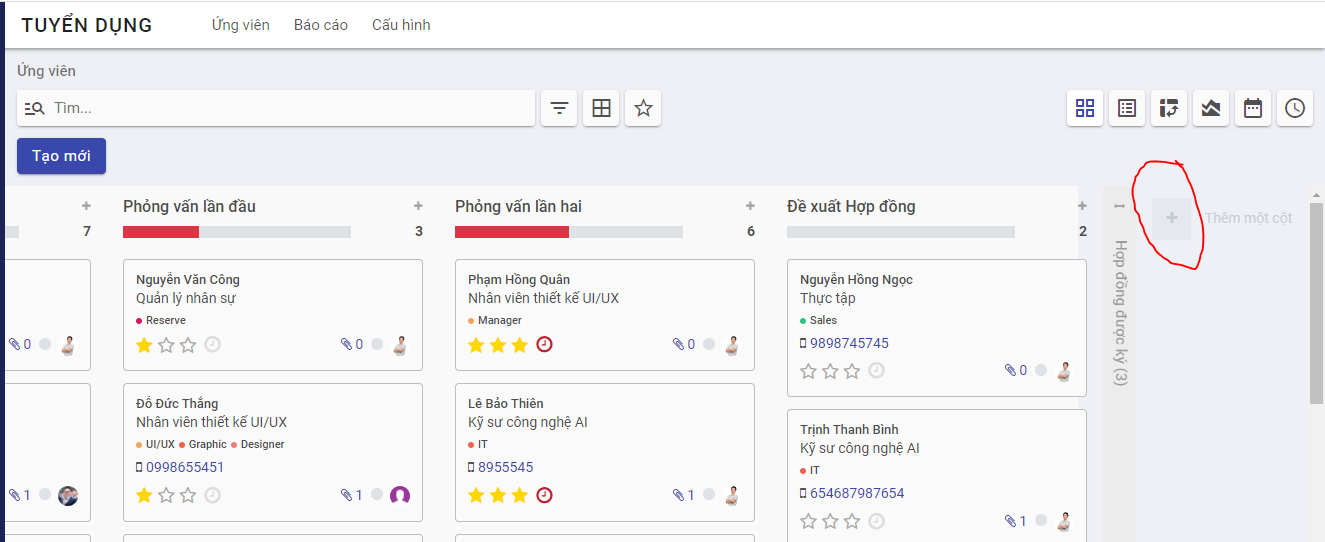 TUYỂN DỤNG
Ứng viên Báo cáo Cấu hình
Ứng viên
Tìm...
Tạo mới
7
Phỏng vấn lần đầu
3
Nguyễn Văn Công
Quản lý nhân sự
Reserve
0
Đỗ Đức Thắng
Nhân viên thiết kế UI/UX
UI/UX Graphic Designer
0998655451
1
Phỏng vấn lần hai
6
Phạm Hồng Quân
Nhân viên thiết kế UI/UX
Manager
0
Lê Bảo Thiên
Kỹ sư công nghệ AI
IT
8955545
1
Đề xuất Hợp đồng
2
Nguyễn Hồng Ngọc
Thực tập
Sales
9898745745
0
Trịnh Thanh Bình
Kỹ sư công nghệ AI
IT
654687987654
1
Hợp đồng được ký (3)
Thêm một cột
0
1